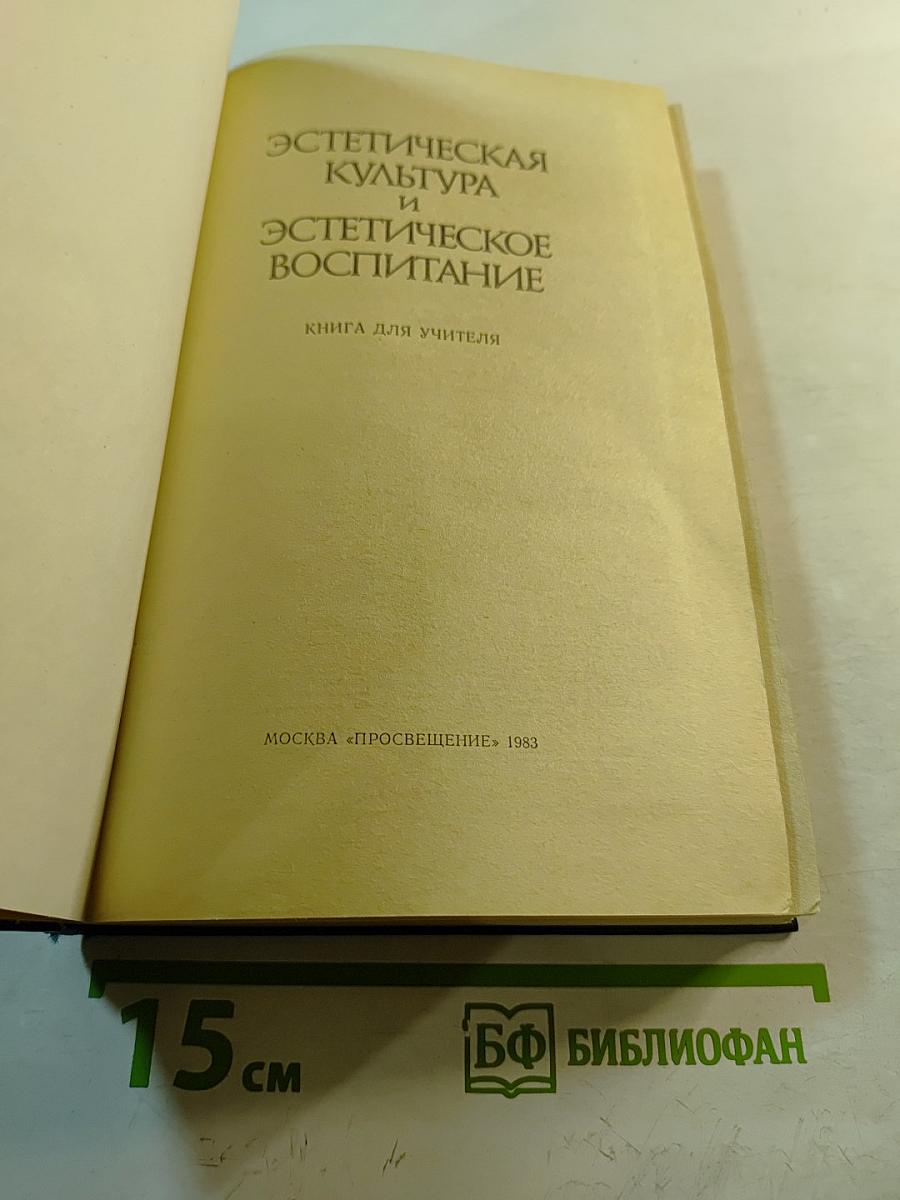 ЭСТЕТИЧЕСКАЯ
КУЛЬТУРА
И
ЭСТЕТИЧЕСКОЕ
ВОСПИТАНИЕ
КНИГА ДЛЯ УЧИТЕЛЯ
МОСКВА «ПРОСВЕЩЕНИЕ» 1983
15 см
БФ БИБЛИОФАН